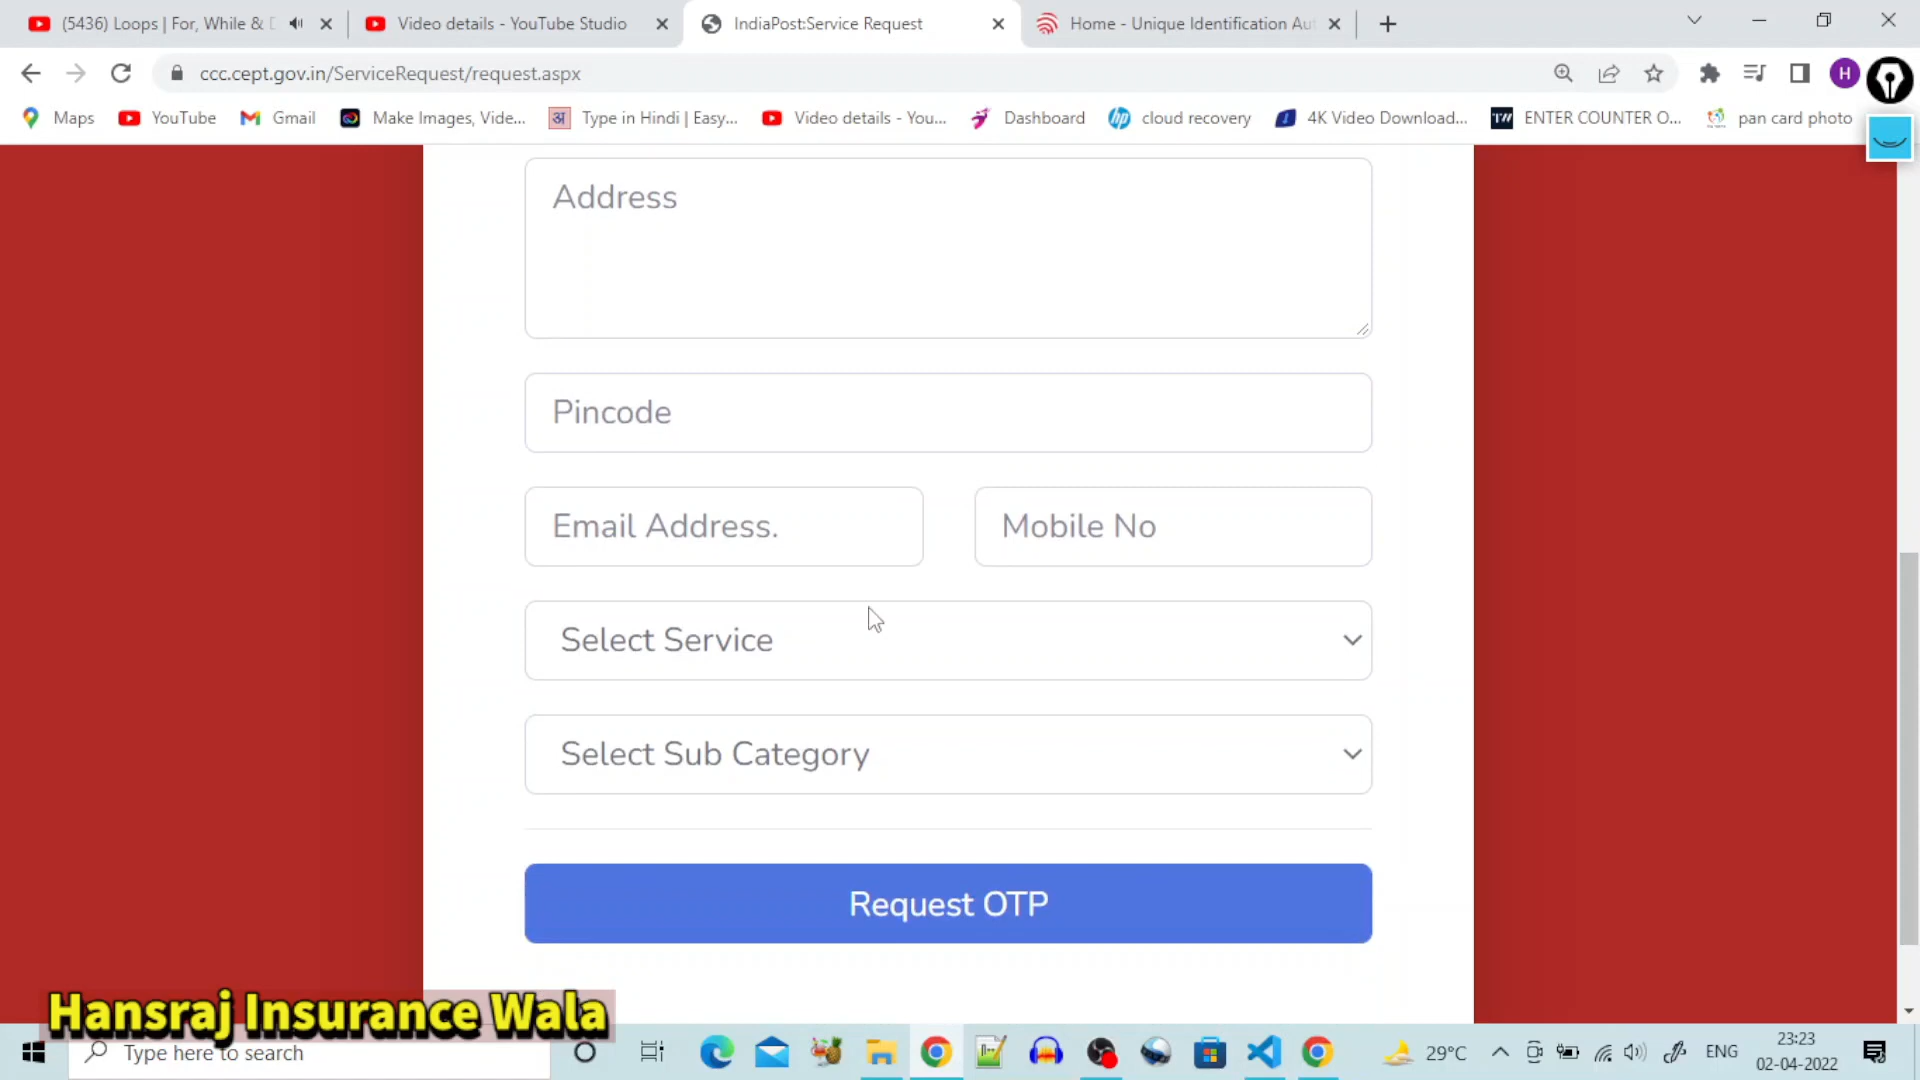 (5436) Loops | For, While & D
Video details - YouTube Studio
IndiaPost:Service Request
Home - Unique Identification Aut
ccc.cept.gov.in/ServiceRequest/request.aspx
H
Maps
YouTube
Gmail
Make Images, Vide...
अ
Type in Hindi | Easy...
Video details - You...
Dashboard
hp
cloud recovery
4K Video Download...
TW
ENTER COUNTER O...
pan card photo
Address
Pincode
Email Address.
Mobile No
Select Service
Select Sub Category
Request OTP
Hansraj Insurance Wala
Type here to search
29°C
ENG
23:23
02-04-2022